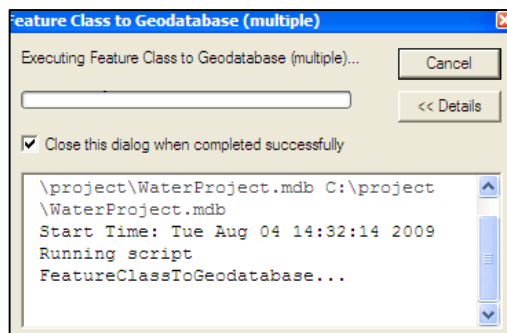 Feature Class to Geodatabase (multiple)
Executing Feature Class to Geodatabase (multiple)...
Cancel
<< Details
Close this dialog when completed successfully
\project\WaterProject.mdb C:\project
\WaterProject.mdb
Start Time: Tue Aug 04 14:32:14 2009
Running script
FeatureClassToGeodatabase...